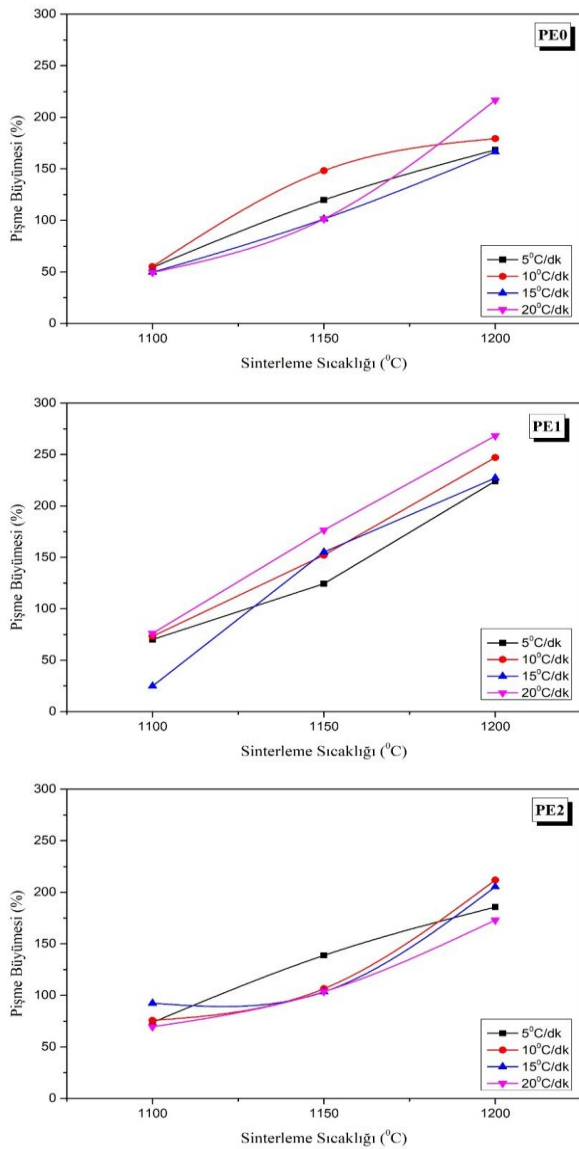 PE0
Pişme Büyümesi (%)
300
250
200
150
100
50
0
1100
1150
1200
Sinterleme Sıcaklığı (⁰C)
5⁰C/dk
10⁰C/dk
15⁰C/dk
20⁰C/dk
PE1
Pişme Büyümesi (%)
300
250
200
150
100
50
0
1100
1150
1200
Sinterleme Sıcaklığı (⁰C)
5⁰C/dk
10⁰C/dk
15⁰C/dk
20⁰C/dk
PE2
Pişme Büyümesi (%)
300
250
200
150
100
50
0
1100
1150
1200
Sinterleme Sıcaklığı (⁰C)
5⁰C/dk
10⁰C/dk
15⁰C/dk
20⁰C/dk